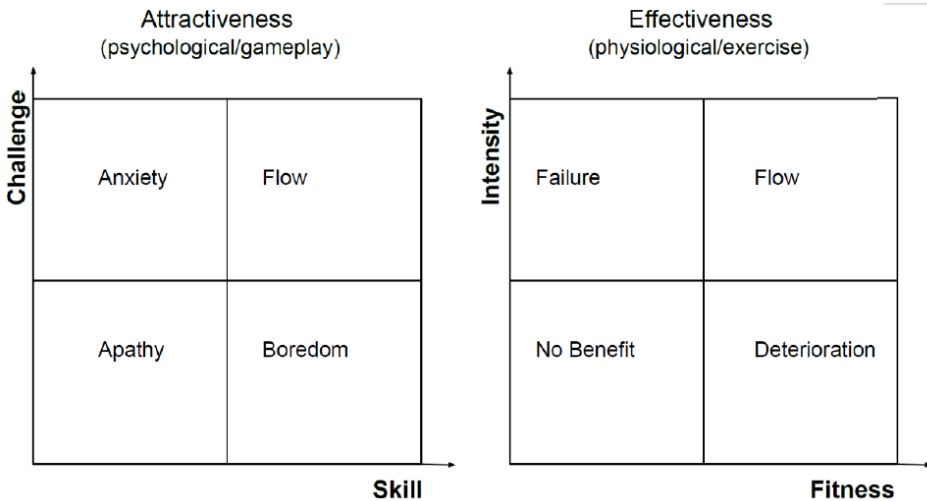 Attractiveness
(psychological/gameplay)
Challenge
Anxiety
Flow
Apathy
Boredom
Skill
Effectiveness
(physiological/exercise)
Intensity
Failure
Flow
No Benefit
Deterioration
Fitness